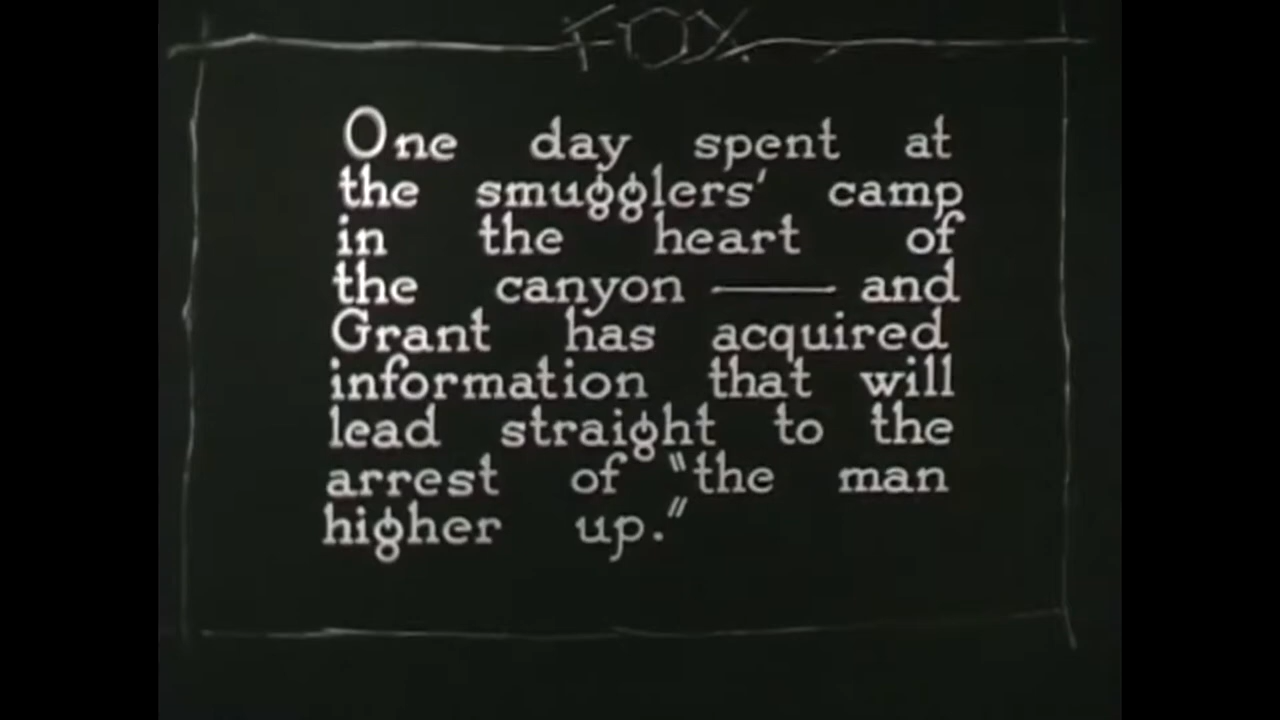 FOX
One day spent at
the smugglers' camp
in the heart of
the canyon —— and
Grant has acquired
information that will
lead straight to the
arrest of "the man
higher up."